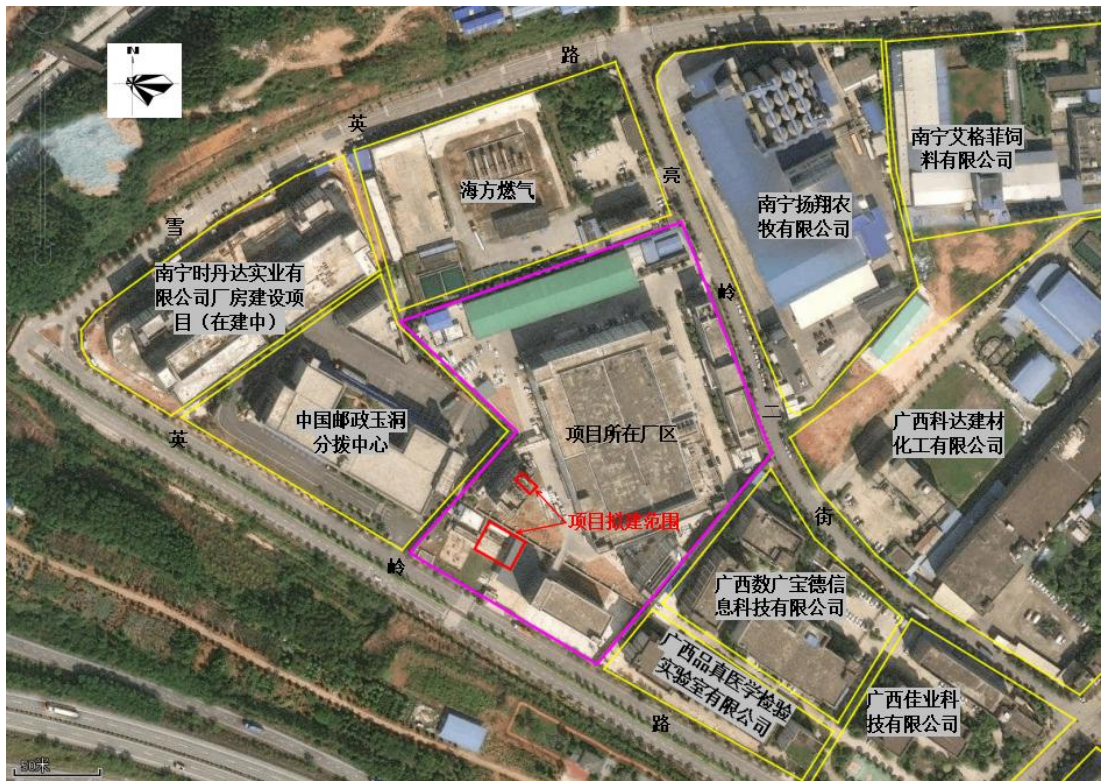 N
路
英
雪
亮
岭
二
街
南宁艾格菲饲
料有限公司
海方燃气
南宁扬翔农
牧有限公司
南宁时丹达实业有
限公司厂房建设项
目（在建中）
中国邮政玉洞
分拨中心
项目所在厂区
广西科达建材
化工有限公司
英
岭
路
项目拟建范围
广西数广宝德信
息科技有限公司
广西品真医学检验
实验室有限公司
广西佳业科
技有限公司
50米